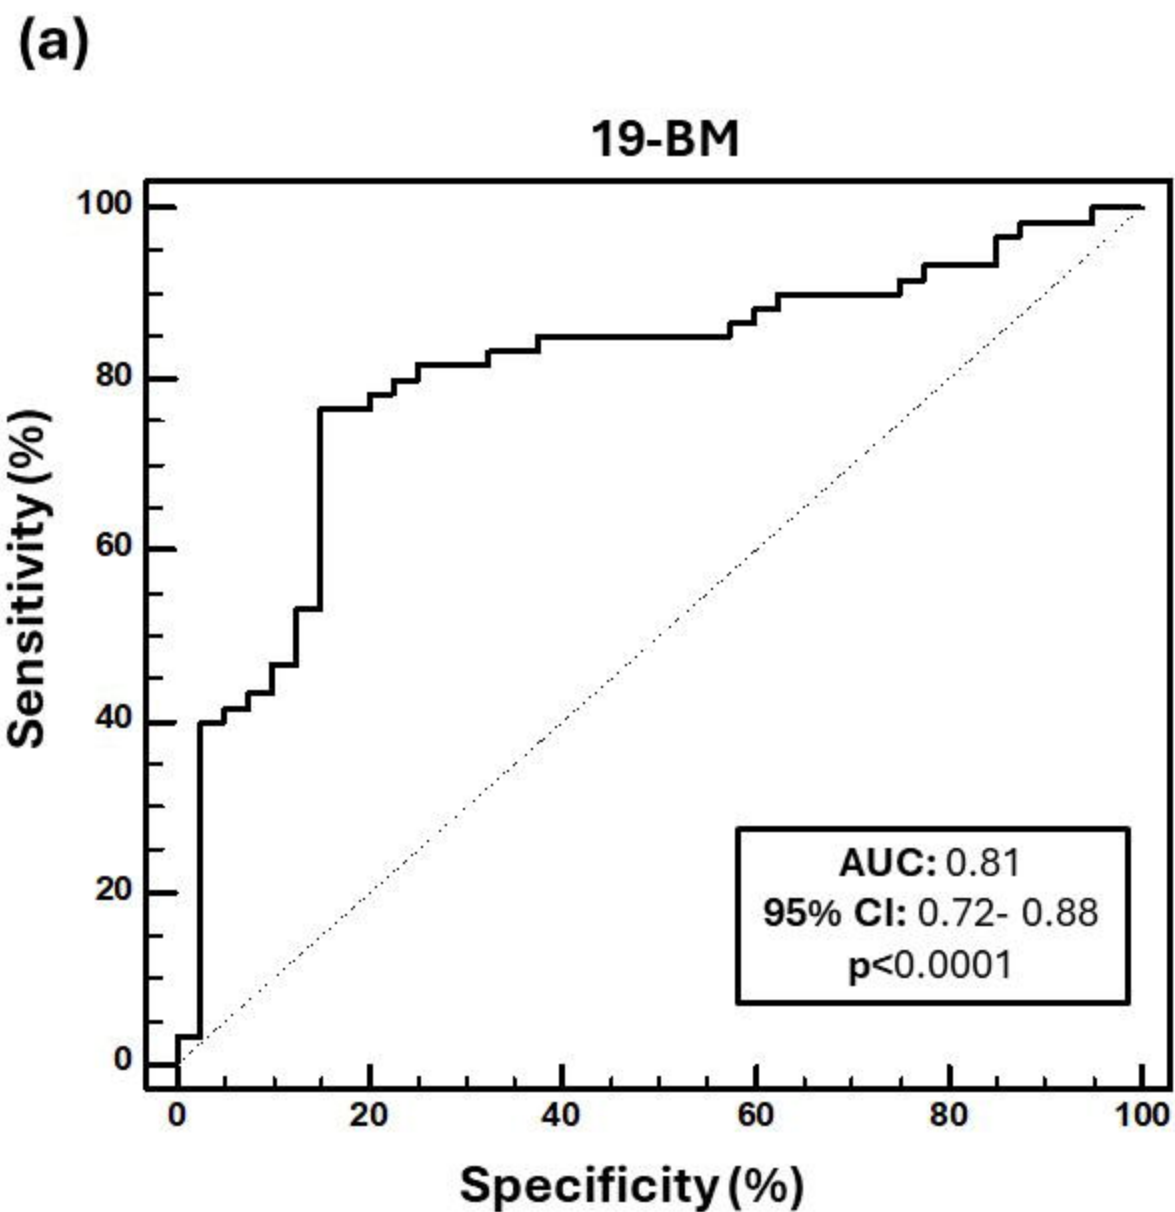 (a)
19-BM
100
80
60
40
20
0
Sensitivity (%)
AUC: 0.81
95% CI: 0.72- 0.88
p<0.0001
0 20 40 60 80 100
Specificity (%)